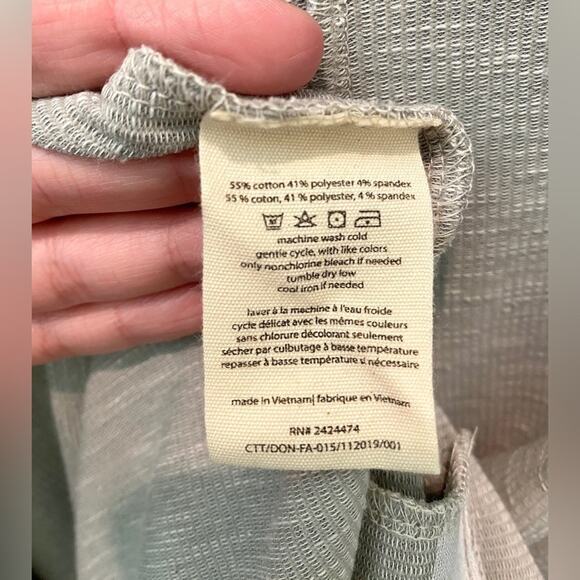 55% cotton 41% polyester 4% spandex
55 % coton, 41 % polyester, 4 % spandex
machine wash cold
gentle cycle, with like colors
only nonchlorine bleach if needed
tumble dry low
cool iron if needed
laver à la machine à l'eau froide
cycle délicat avec les mêmes couleurs
sans chlorure décolorant seulement
sécher par culbutage à basse température
repasser à basse température si nécessaire
made in Vietnam| fabrique en Vietnam
RN# 2424474
CTT/DON-FA-015/112019/001